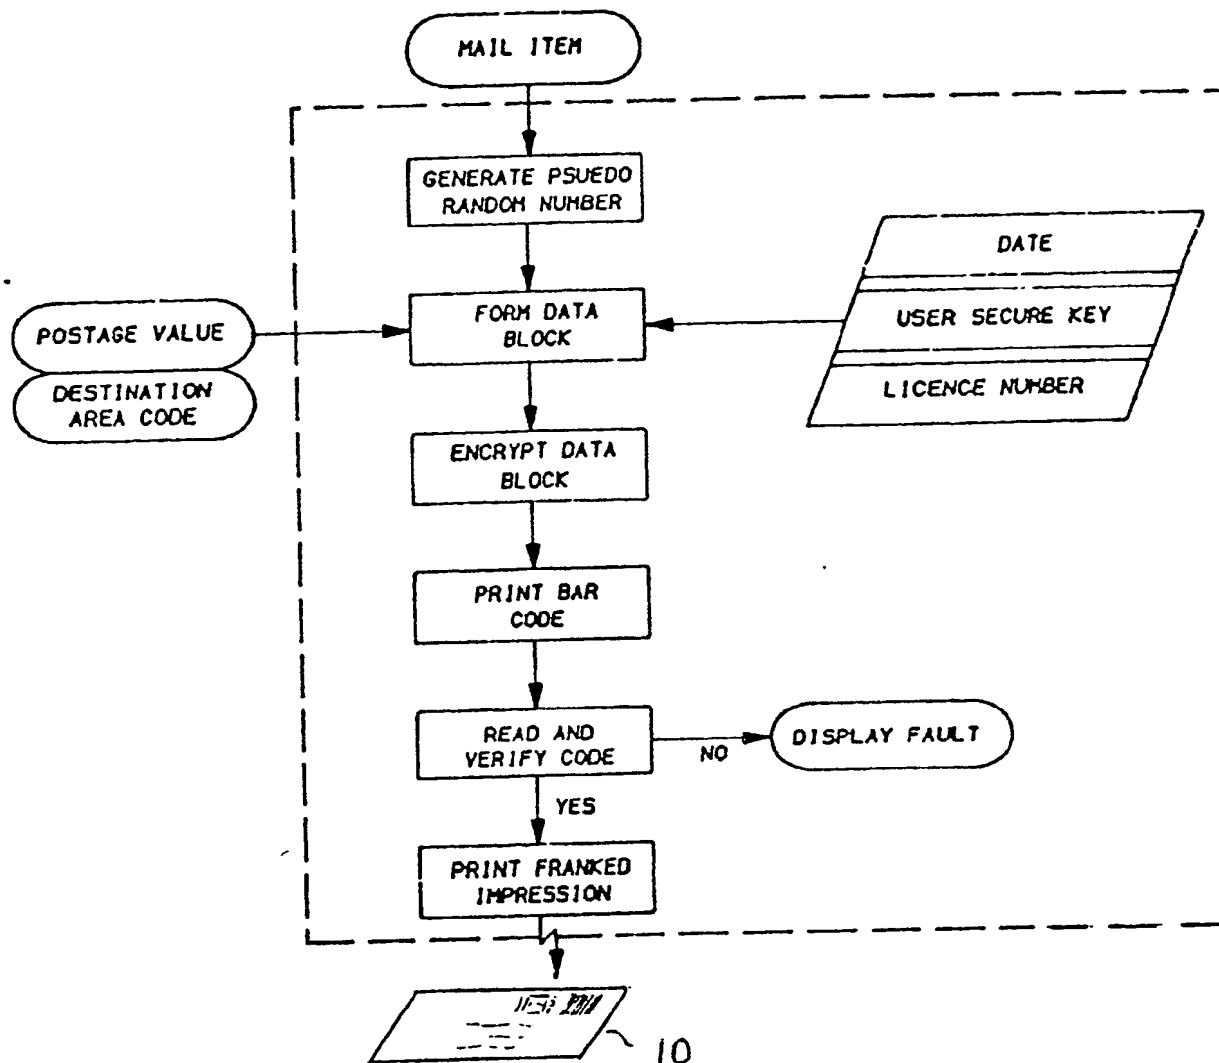 MAIL ITEM
GENERATE PSUEDO
RANDOM NUMBER
DATE
USER SECURE KEY
LICENCE NUMBER
FORM DATA
BLOCK
POSTAGE VALUE
DESTINATION
AREA CODE
ENCRYPT DATA
BLOCK
PRINT BAR
CODE
READ AND
VERIFY CODE
NO
DISPLAY FAULT
YES
PRINT FRANKED
IMPRESSION
10